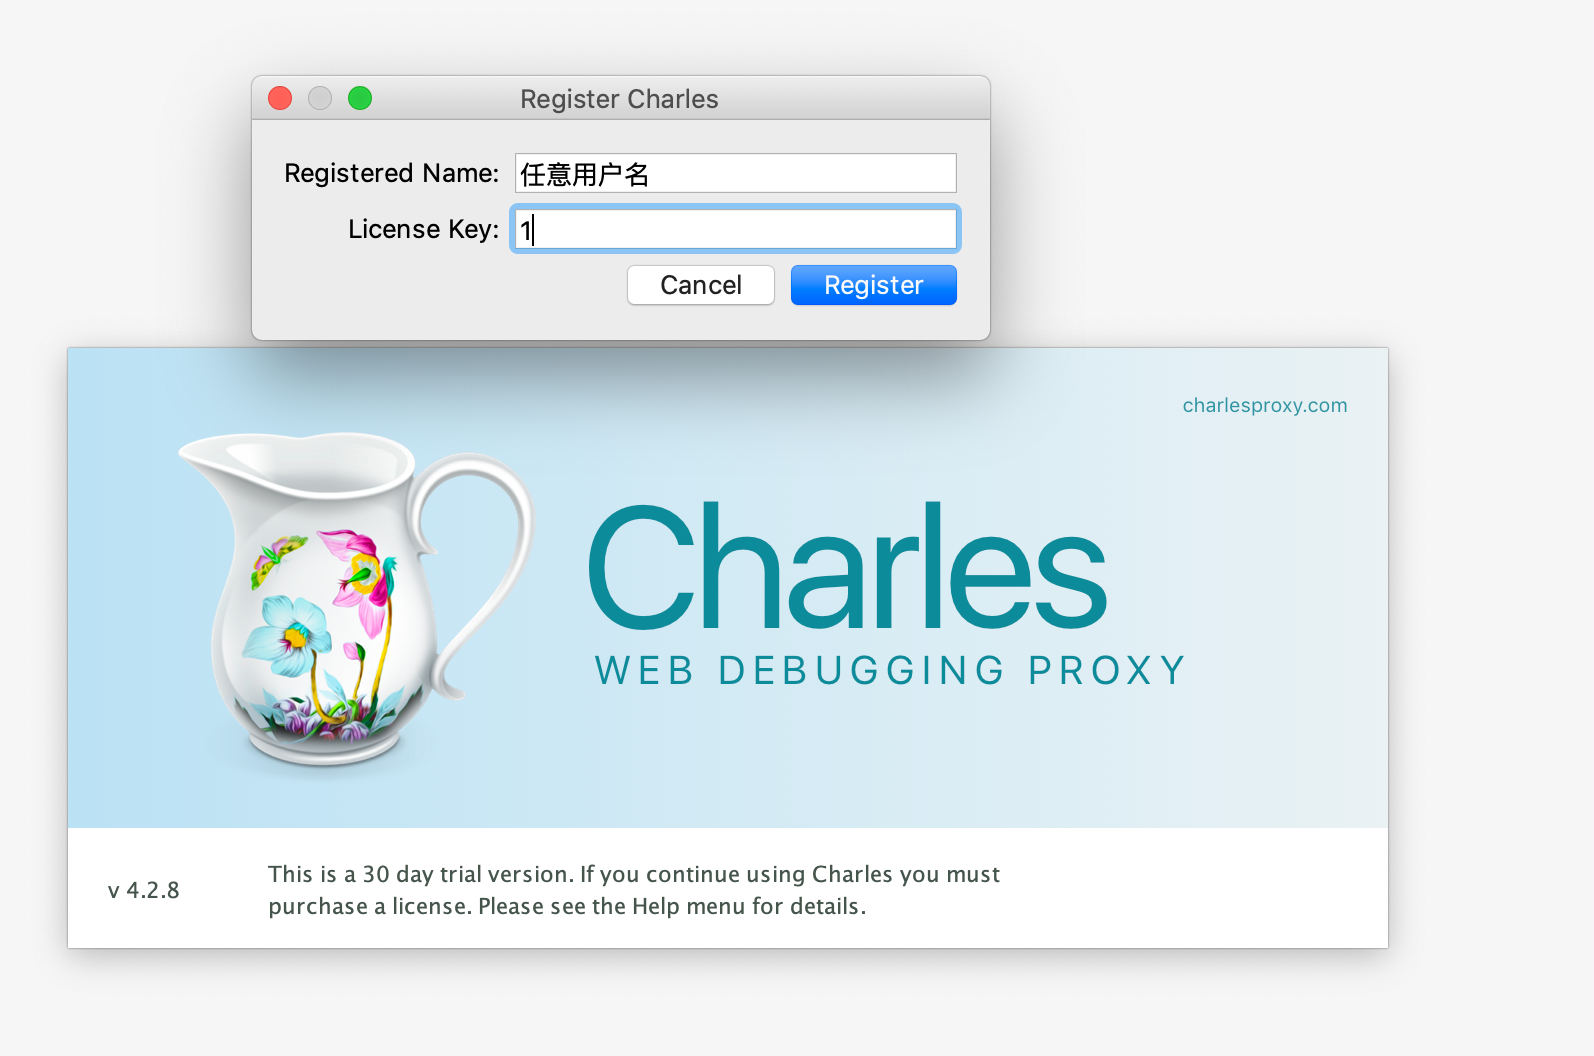 Register Charles
Registered Name: 任意用户名
License Key: 1
Cancel Register
charlesproxy.com
Charles
WEB DEBUGGING PROXY
v 4.2.8
This is a 30 day trial version. If you continue using Charles you must
purchase a license. Please see the Help menu for details.